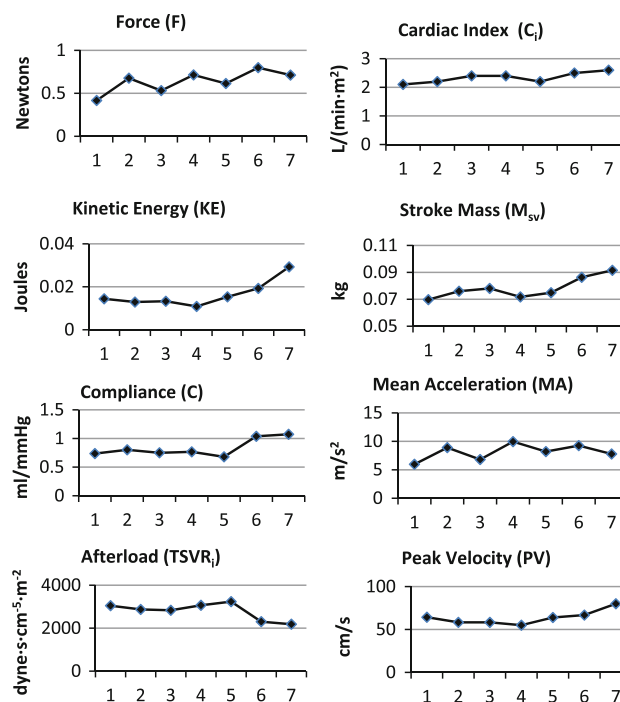 Force (F)
Newtons
1
0.5
0
1 2 3 4 5 6 7
Cardiac Index (Ci)
L/(min·m²)
3
2
1
0
1 2 3 4 5 6 7
Kinetic Energy (KE)
Joules
0.04
0.02
0
1 2 3 4 5 6 7
Stroke Mass (Msv)
kg
0.11
0.09
0.07
0.05
1 2 3 4 5 6 7
Compliance (C)
ml/mmHg
1.5
1
0.5
0
1 2 3 4 5 6 7
Mean Acceleration (MA)
m/s²
15
10
5
0
1 2 3 4 5 6 7
Afterload (TSVRi)
dyne·s·cm⁻⁵·m⁻²
4000
2000
0
1 2 3 4 5 6 7
Peak Velocity (PV)
cm/s
100
50
0
1 2 3 4 5 6 7